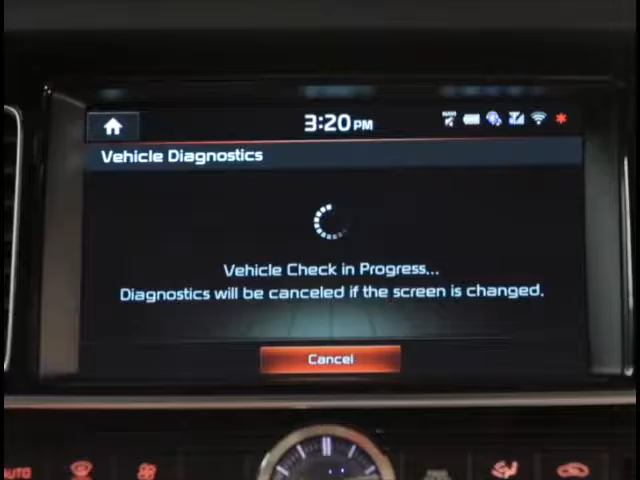 3:20 PM
Vehicle Diagnostics
Vehicle Check in Progress...
Diagnostics will be canceled if the screen is changed.
Cancel
AUTO